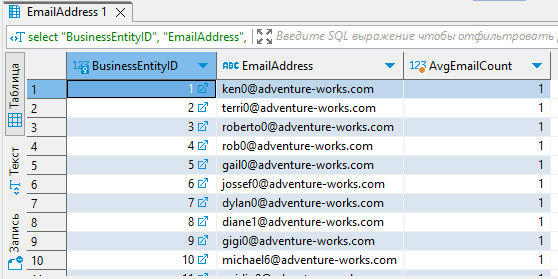 EmailAddress 1
select "BusinessEntityID", "EmailAddress",
Введите SQL выражение чтобы отфильтровать
Таблица
Текст
Запись
BusinessEntityID EmailAddress AvgEmailCount
1 1 ken0@adventure-works.com 1
2 2 terri0@adventure-works.com 1
3 3 roberto0@adventure-works.com 1
4 4 rob0@adventure-works.com 1
5 5 gail0@adventure-works.com 1
6 6 jossef0@adventure-works.com 1
7 7 dylan0@adventure-works.com 1
8 8 diane1@adventure-works.com 1
9 9 gigi0@adventure-works.com 1
10 10 michael6@adventure-works.com 1